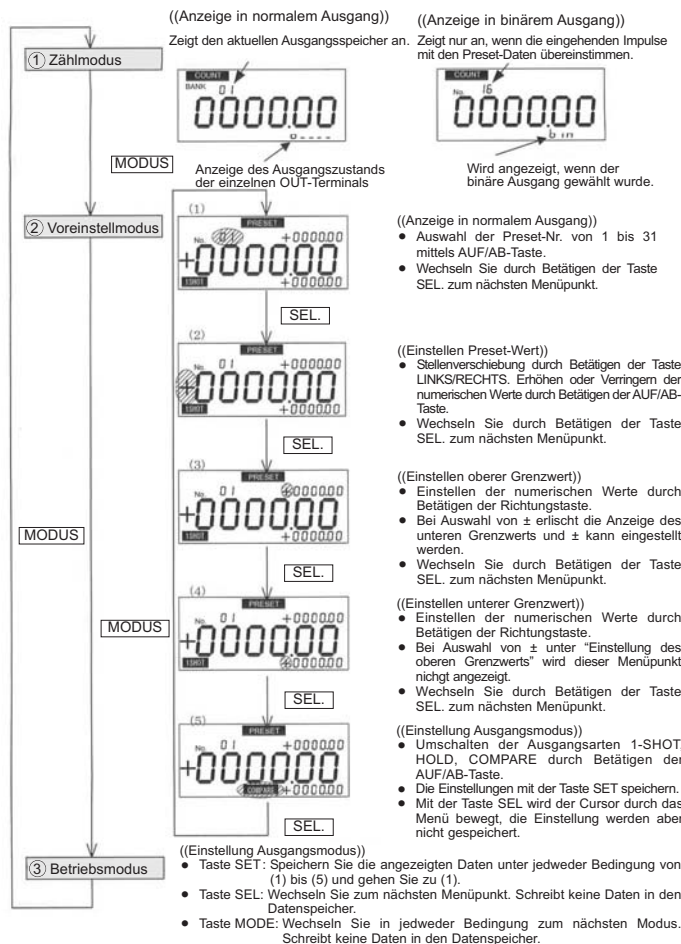 ((Anzeige in normalem Ausgang))
((Anzeige in binärem Ausgang))
Zeigt den aktuellen Ausgangsspeicher an.
Zeigt nur an, wenn die eingehenden Impulse
mit den Preset-Daten übereinstimmen.
① Zählmodus
COUNT
BANK 01
0000.00
o----
COUNT
No. 16
0000.00
bin
MODUS
Anzeige des Ausgangszustands
der einzelnen OUT-Terminals
Wird angezeigt, wenn der
binäre Ausgang gewählt wurde.
② Voreinstellmodus
(1)
PRESET
No. 01 +000000
+0000.00
1SHOT +000000
((Anzeige in normalem Ausgang))
• Auswahl der Preset-Nr. von 1 bis 31
mittels AUF/AB-Taste.
• Wechseln Sie durch Betätigen der Taste
SEL. zum nächsten Menüpunkt.
SEL.
(2)
PRESET
No. 01 +000000
+0000.00
1SHOT +000000
((Einstellen Preset-Wert))
• Stellenverschiebung durch Betätigen der Taste
LINKS/RECHTS. Erhöhen oder Verringern der
numerischen Werte durch Betätigen der AUF/AB-
Taste.
• Wechseln Sie durch Betätigen der Taste
SEL. zum nächsten Menüpunkt.
SEL.
(3)
PRESET
No. 01 +000000
+0000.00
1SHOT +000000
((Einstellen oberer Grenzwert))
• Einstellen der numerischen Werte durch
Betätigen der Richtungstaste.
• Bei Auswahl von ± erlischt die Anzeige des
unteren Grenzwerts und ± kann eingestellt
werden.
• Wechseln Sie durch Betätigen der Taste
SEL. zum nächsten Menüpunkt.
MODUS
SEL.
MODUS
(4)
PRESET
No. 01 +000000
+0000.00
1SHOT +000000
((Einstellen unterer Grenzwert))
• Einstellen der numerischen Werte durch
Betätigen der Richtungstaste.
• Bei Auswahl von ± unter “Einstellung des
oberen Grenzwerts” wird dieser Menüpunkt
nichgt angezeigt.
• Wechseln Sie durch Betätigen der Taste
SEL. zum nächsten Menüpunkt.
SEL.
(5)
PRESET
No. 01 +000000
+0000.00
COMPARE +000000
((Einstellung Ausgangsmodus))
• Umschalten der Ausgangsarten 1-SHOT,
HOLD, COMPARE durch Betätigen der
AUF/AB-Taste.
• Die Einstellungen mit der Taste SET speichern.
• Mit der Taste SEL wird der Cursor durch das
Menü bewegt, die Einstellung werden aber
nicht gespeichert.
SEL.
③ Betriebsmodus
((Einstellung Ausgangsmodus))
• Taste SET: Speichern Sie die angezeigten Daten unter jedweder Bedingung von
(1) bis (5) und gehen Sie zu (1).
• Taste SEL: Wechseln Sie zum nächsten Menüpunkt. Schreibt keine Daten in den
Datenspeicher.
• Taste MODE: Wechseln Sie in jedweder Bedingung zum nächsten Modus.
Schreibt keine Daten in den Datenspeicher.